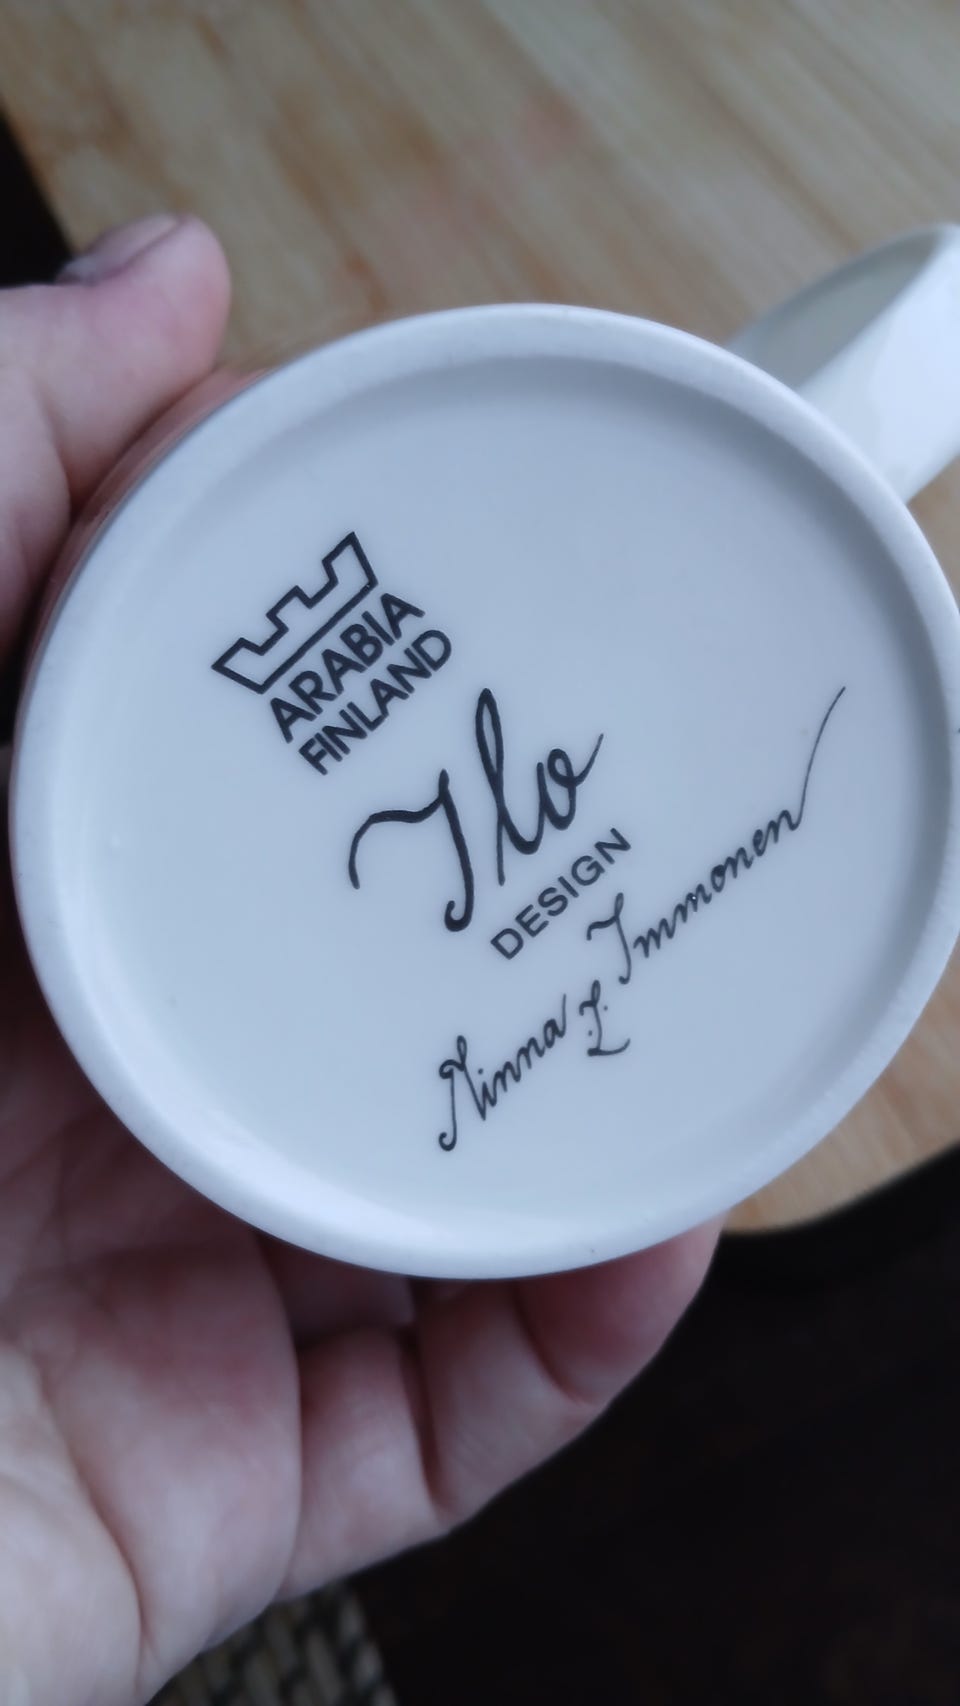 ARABIA
FINLAND
Ilo
DESIGN
Minna L. Immonen